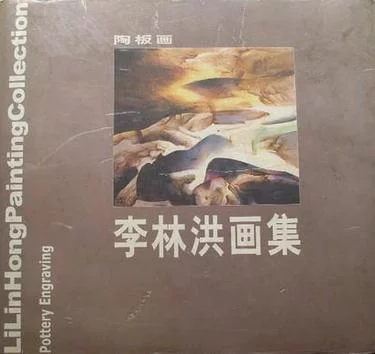 陶板画
李林洪画集
LiLinHongPaintingCollection
Pottery Engraving